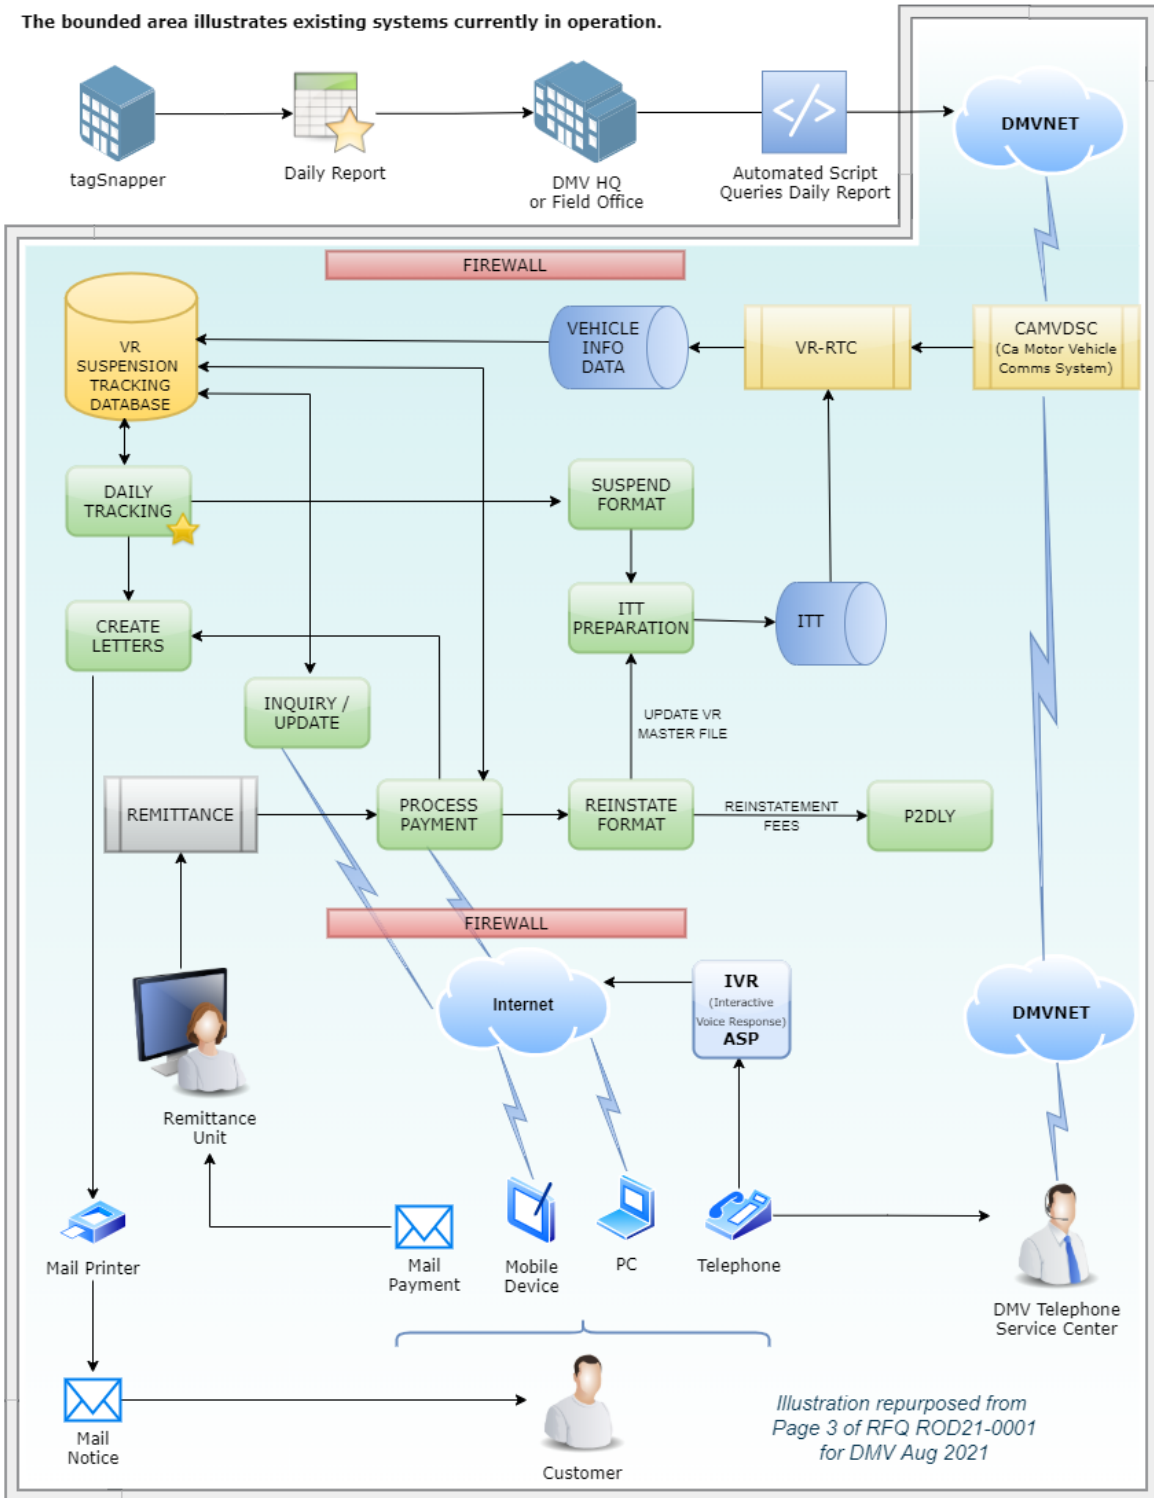 The bounded area illustrates existing systems currently in operation.
tagSnapper
Daily Report
DMV HQ
or Field Office
Automated Script
Queries Daily Report
DMVNET
FIREWALL
VR
SUSPENSION
TRACKING
DATABASE
VEHICLE
INFO
DATA
VR-RTC
CAMVDSC
(Ca Motor Vehicle
Comms System)
DAILY
TRACKING
SUSPEND
FORMAT
CREATE
LETTERS
ITT
PREPARATION
ITT
INQUIRY /
UPDATE
UPDATE VR
MASTER FILE
REMITTANCE
PROCESS
PAYMENT
REINSTATE
FORMAT
REINSTATEMENT
FEES
P2DLY
FIREWALL
Internet
IVR
(Interactive
Voice Response)
ASP
DMVNET
Remittance
Unit
Mail Printer
Mail
Payment
Mobile
Device
PC
Telephone
DMV Telephone
Service Center
Mail
Notice
Customer
Illustration repurposed from
Page 3 of RFQ ROD21-0001
for DMV Aug 2021